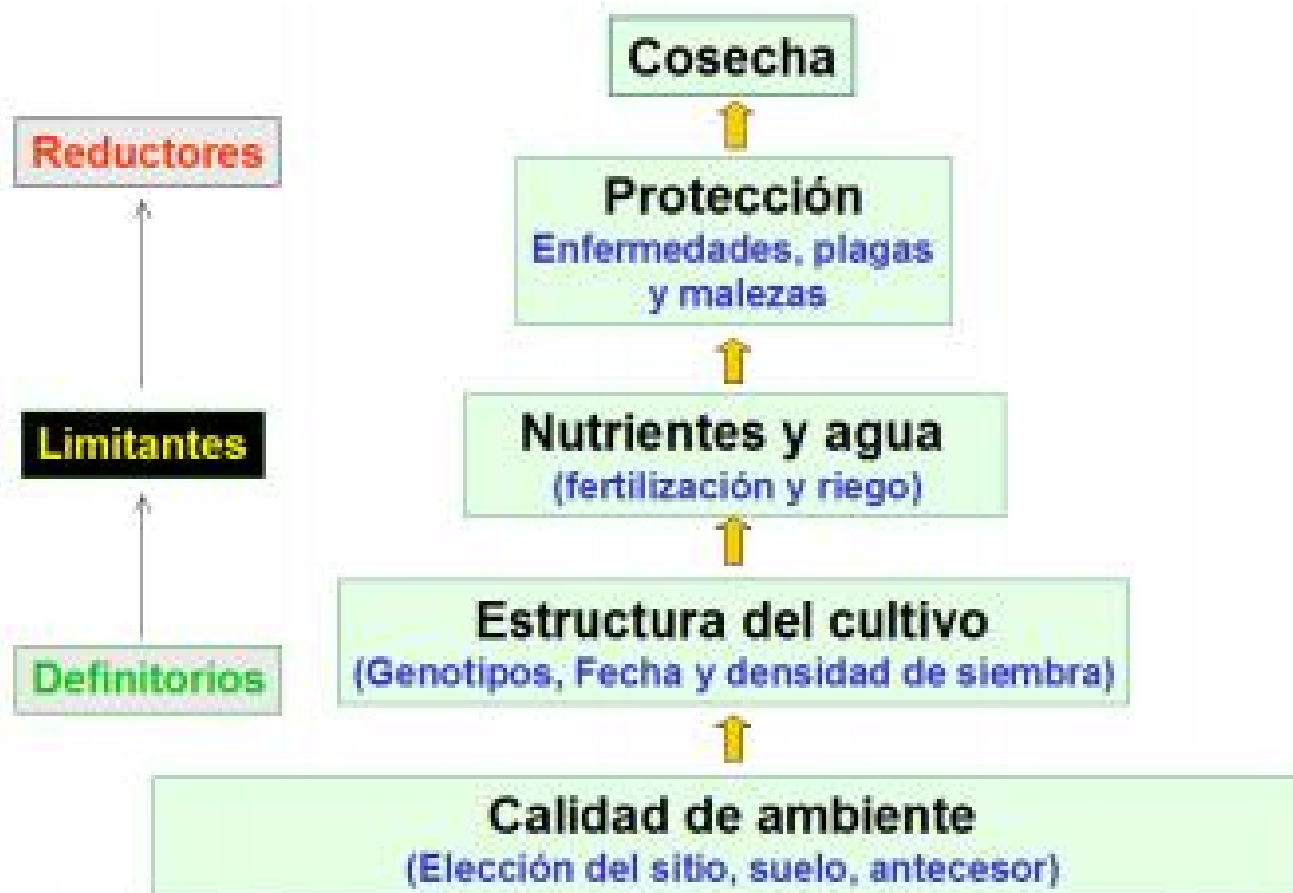 Cosecha
Reductores
Protección
Enfermedades, plagas
y malezas
Limitantes
Nutrientes y agua
(fertilización y riego)
Estructura del cultivo
(Genotipos, Fecha y densidad de siembra)
Definitorios
Calidad de ambiente
(Elección del sitio, suelo, antecesor)